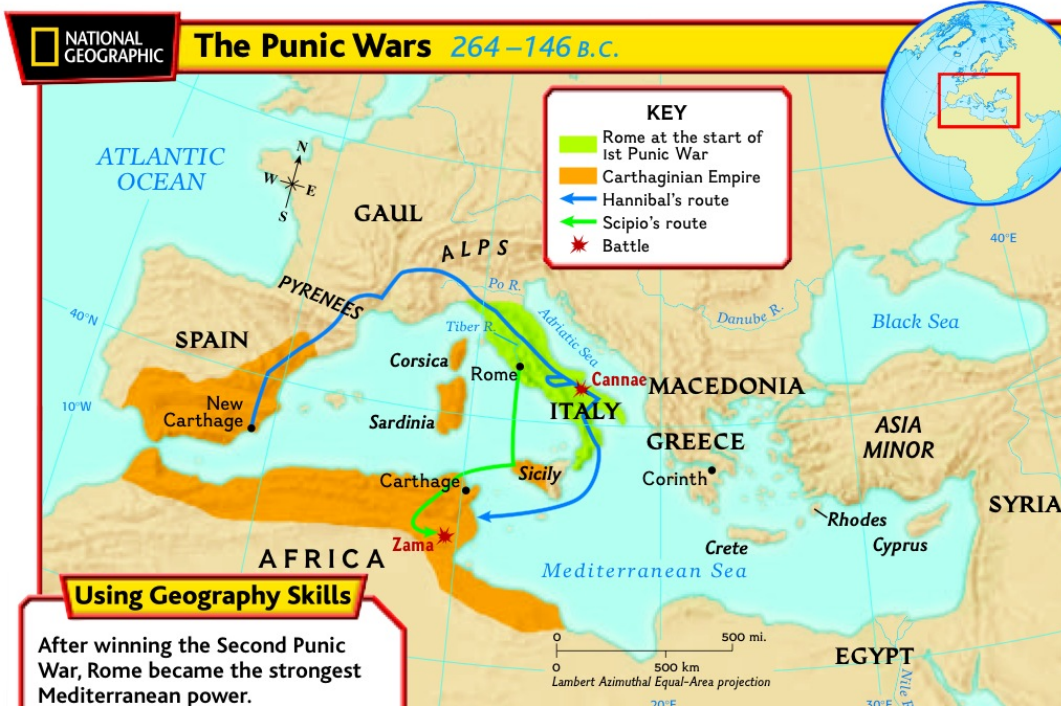 NATIONAL
GEOGRAPHIC
The Punic Wars 264–146 B.C.
KEY
Rome at the start of
1st Punic War
Carthaginian Empire
Hannibal's route
Scipio's route
Battle
ATLANTIC
OCEAN
N
W
E
S
GAUL
ALPS
PYRENEES
40°E
Po R.
Danube R.
Black Sea
40°N
SPAIN
Tiber R.
Adriatic Sea
Corsica
Rome
Cannae
MACEDONIA
10°W
New
Carthage
Sardinia
ITALY
ASIA
MINOR
GREECE
Sicily
Corinth
Carthage
SYRIA
Rhodes
Zama
Crete
Cyprus
AFRICA
Mediterranean Sea
Using Geography Skills
After winning the Second Punic
War, Rome became the strongest
Mediterranean power.
0 500 mi.
0 500 km
Lambert Azimuthal Equal-Area projection
EGYPT
Nile
20°E
30°E